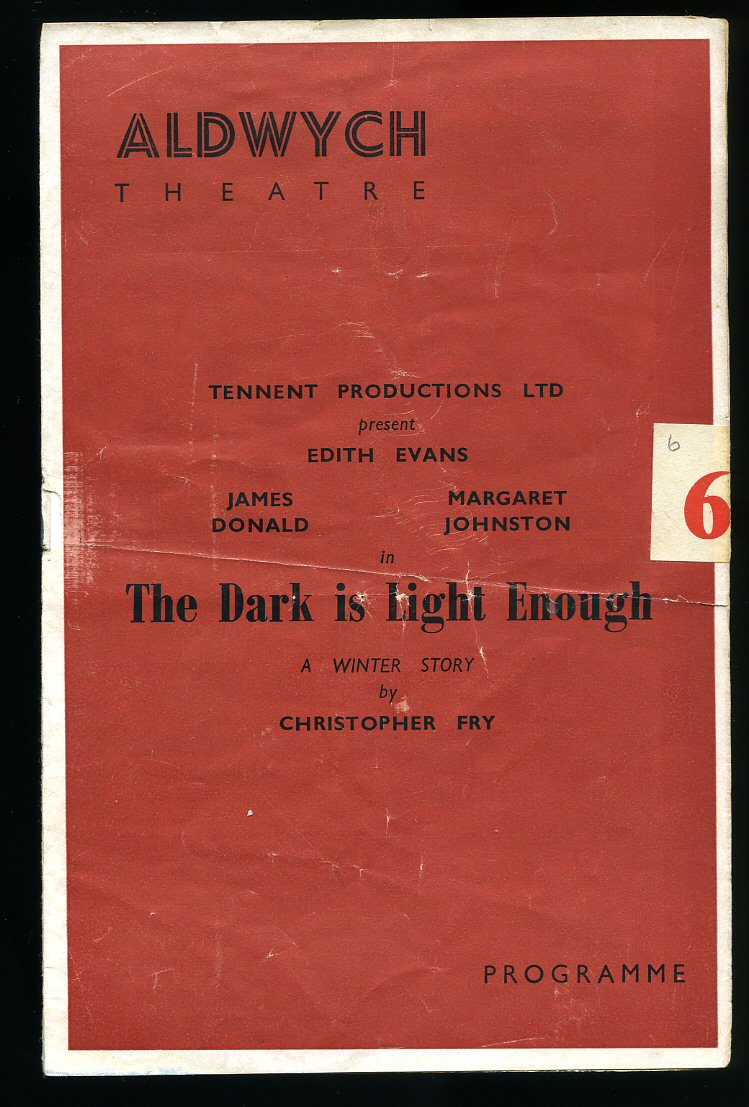 ALDWYCH
THEATRE
TENNENT PRODUCTIONS LTD
present
EDITH EVANS
JAMES DONALD
MARGARET JOHNSTON
in
The Dark is Light Enough
A WINTER STORY
by
CHRISTOPHER FRY
6
6
PROGRAMME